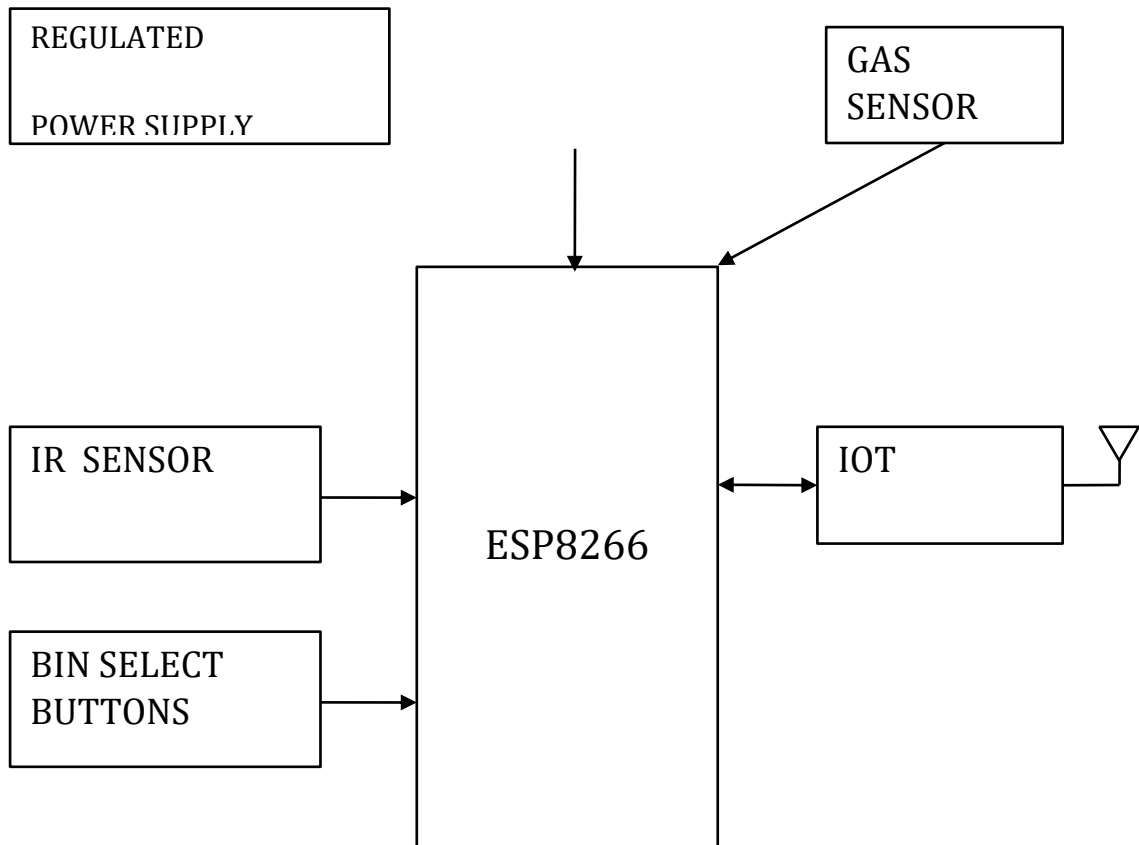 REGULATED
POWER SUPPLY
GAS
SENSOR
IR  SENSOR
IOT
ESP8266
BIN SELECT
BUTTONS